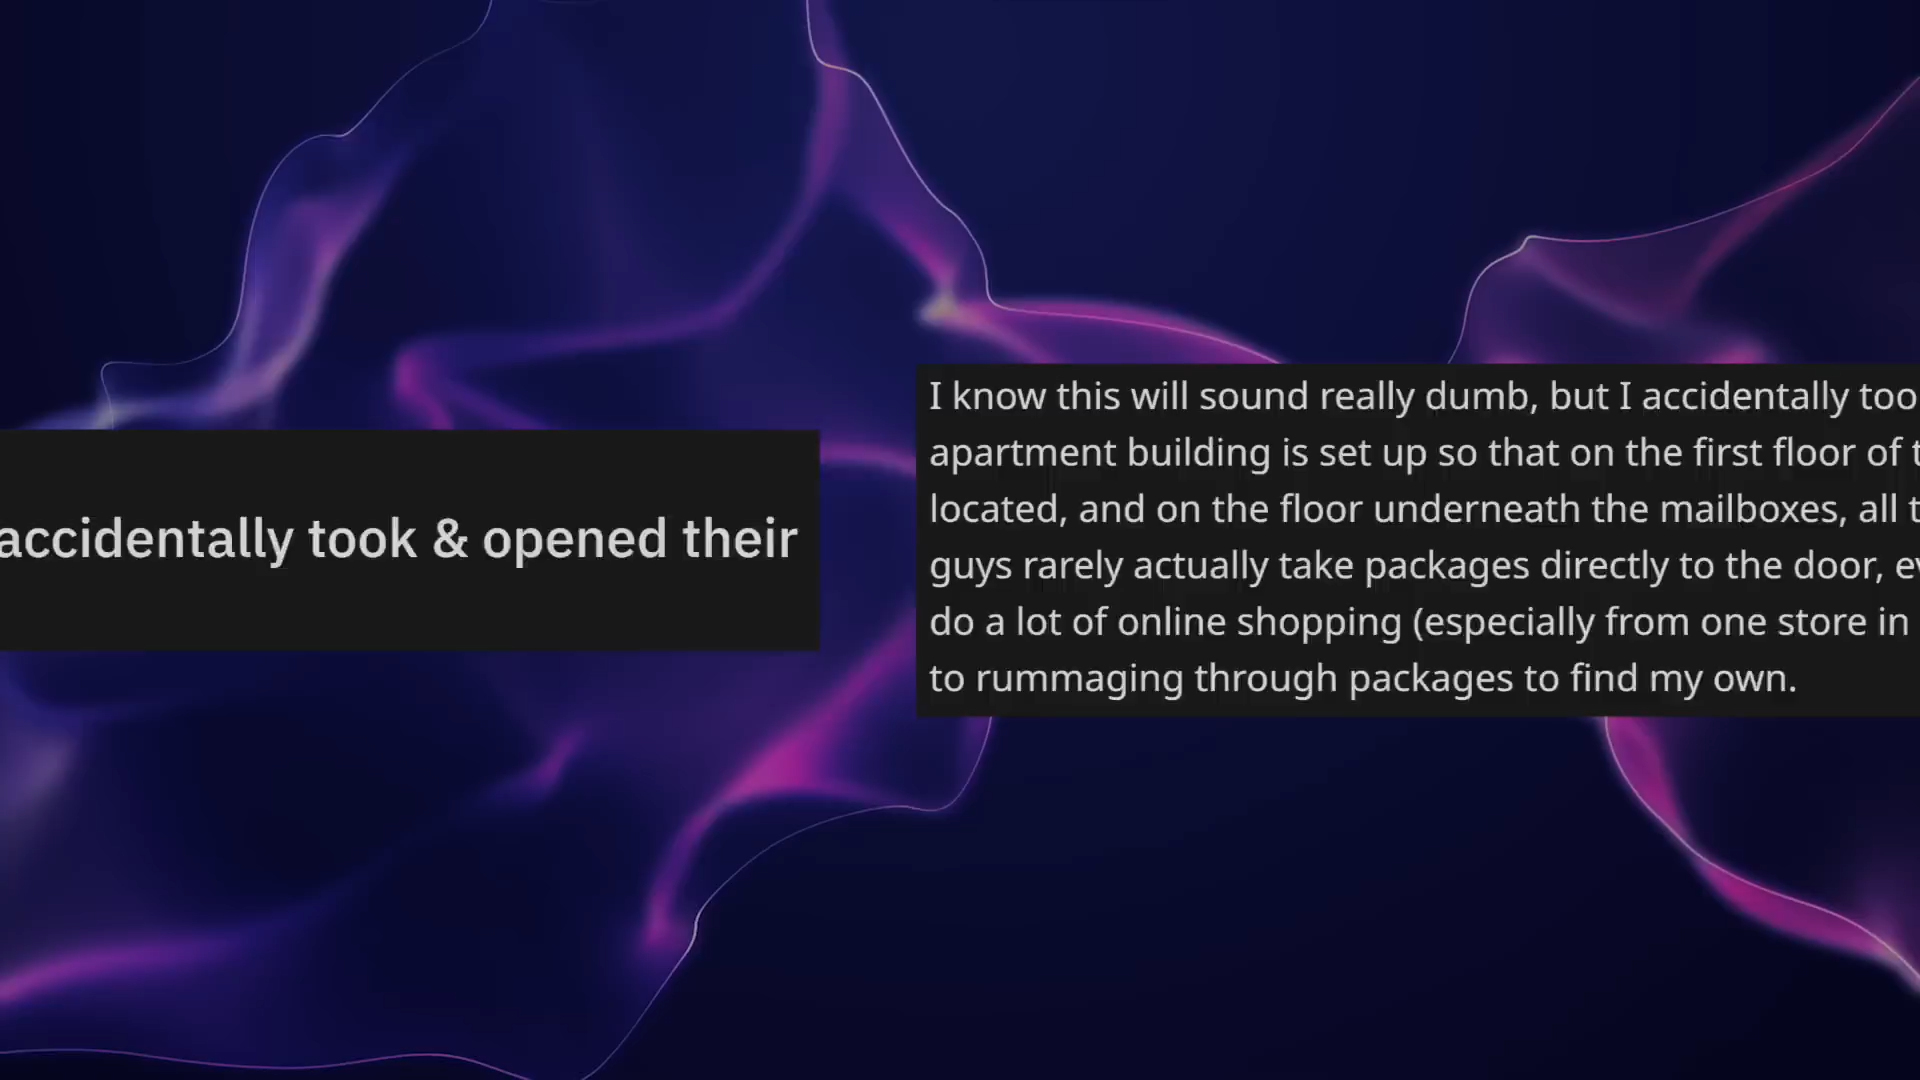 accidentally took & opened their
I know this will sound really dumb, but I accidentally too
apartment building is set up so that on the first floor of t
located, and on the floor underneath the mailboxes, all t
guys rarely actually take packages directly to the door, ev
do a lot of online shopping (especially from one store in
to rummaging through packages to find my own.